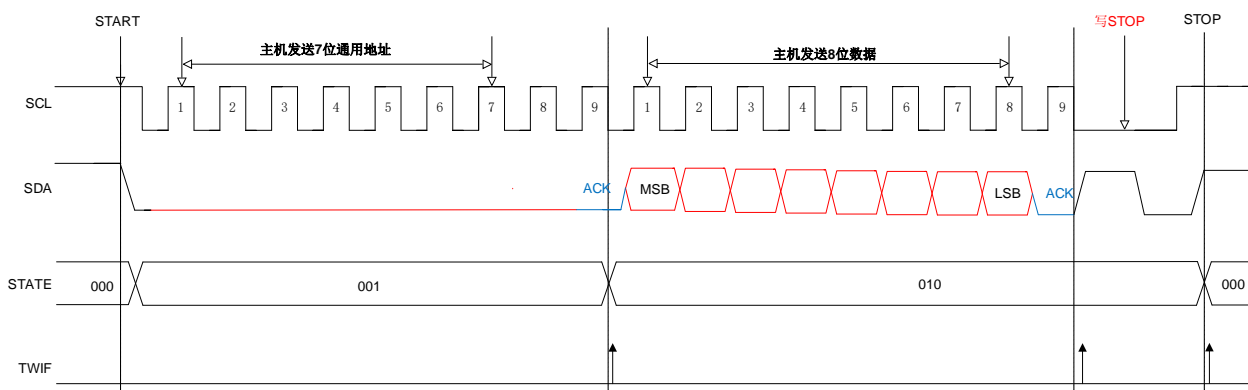 START
写STOP
STOP
主机发送7位通用地址
主机发送8位数据
SCL
1 2 3 4 5 6 7 8 9 1 2 3 4 5 6 7 8 9
SDA
ACK MSB LSB ACK
STATE
000 001 010 000
TWIF